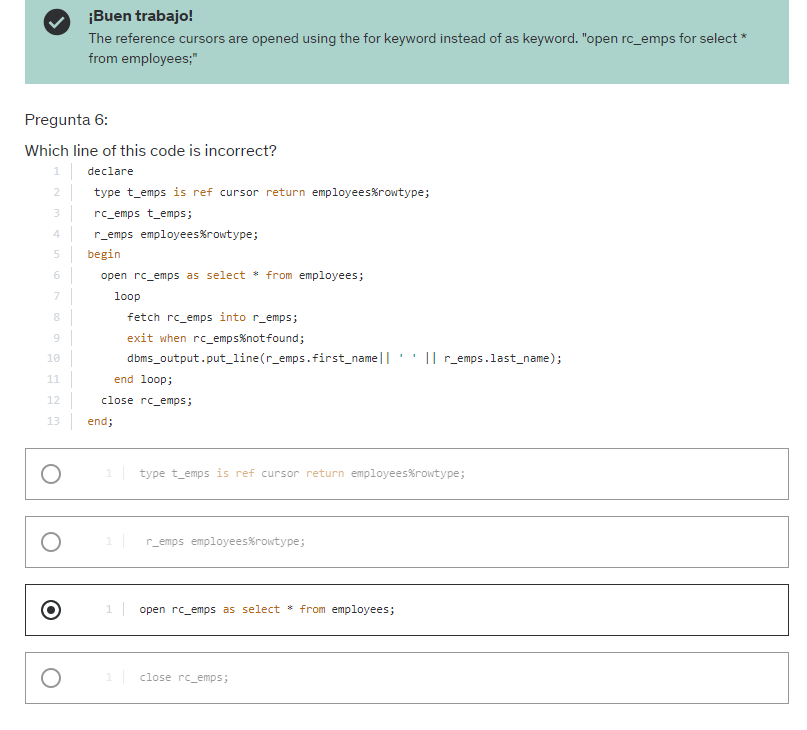 ¡Buen trabajo!
The reference cursors are opened using the for keyword instead of as keyword. "open rc_emps for select *
from employees;"
Pregunta 6:
Which line of this code is incorrect?
1 declare
2 type t_emps is ref cursor return employees%rowtype;
3 rc_emps t_emps;
4 r_emps employees%rowtype;
5 begin
6 open rc_emps as select * from employees;
7 loop
8 fetch rc_emps into r_emps;
9 exit when rc_emps%notfound;
10 dbms_output.put_line(r_emps.first_name|| ' ' || r_emps.last_name);
11 end loop;
12 close rc_emps;
13 end;
1 type t_emps is ref cursor return employees%rowtype;
1 r_emps employees%rowtype;
1 open rc_emps as select * from employees;
1 close rc_emps;